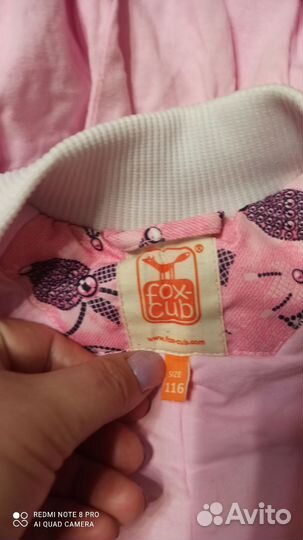 ®
fox-
cub
www.fox-cub.com
SIZE
116
REDMI NOTE 8 PRO
AI QUAD CAMERA
Avito